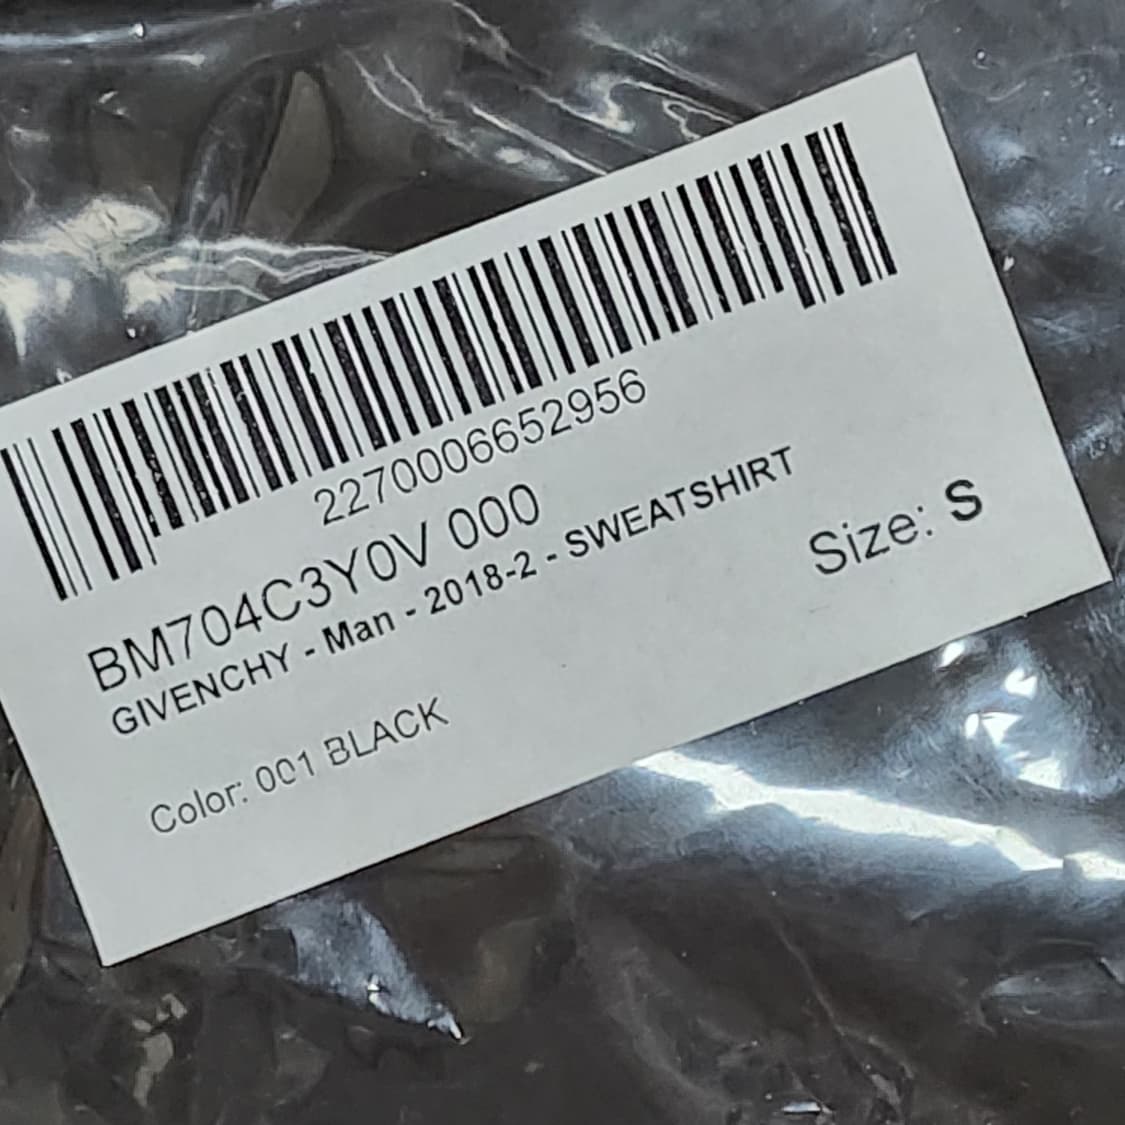 2270006652956
BM704C3Y0V 000
GIVENCHY - Man - 2018-2 - SWEATSHIRT
Size: S
Color: 001 BLACK